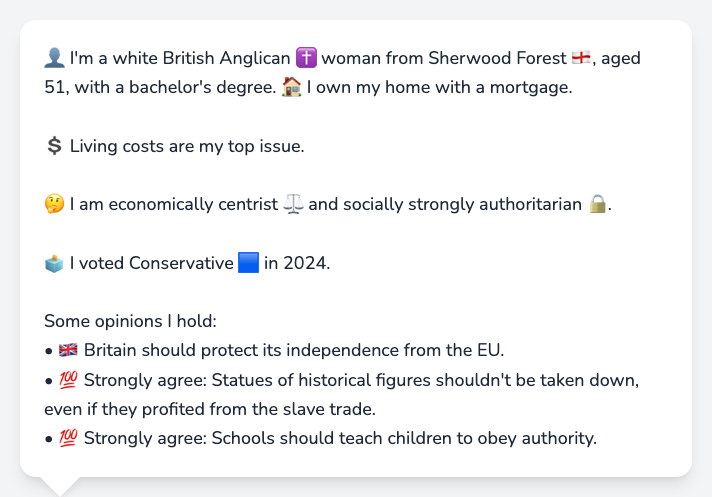 👤 I'm a white British Anglican ✝️ woman from Sherwood Forest 🏴󠁧󠁢󠁥󠁮󠁧󠁿, aged
51, with a bachelor's degree. 🏠 I own my home with a mortgage.
💲 Living costs are my top issue.
🤔 I am economically centrist ⚖️ and socially strongly authoritarian 🔒.
🗳️ I voted Conservative 🟦 in 2024.
Some opinions I hold:
• 🇬🇧 Britain should protect its independence from the EU.
• 💯 Strongly agree: Statues of historical figures shouldn't be taken down,
even if they profited from the slave trade.
• 💯 Strongly agree: Schools should teach children to obey authority.